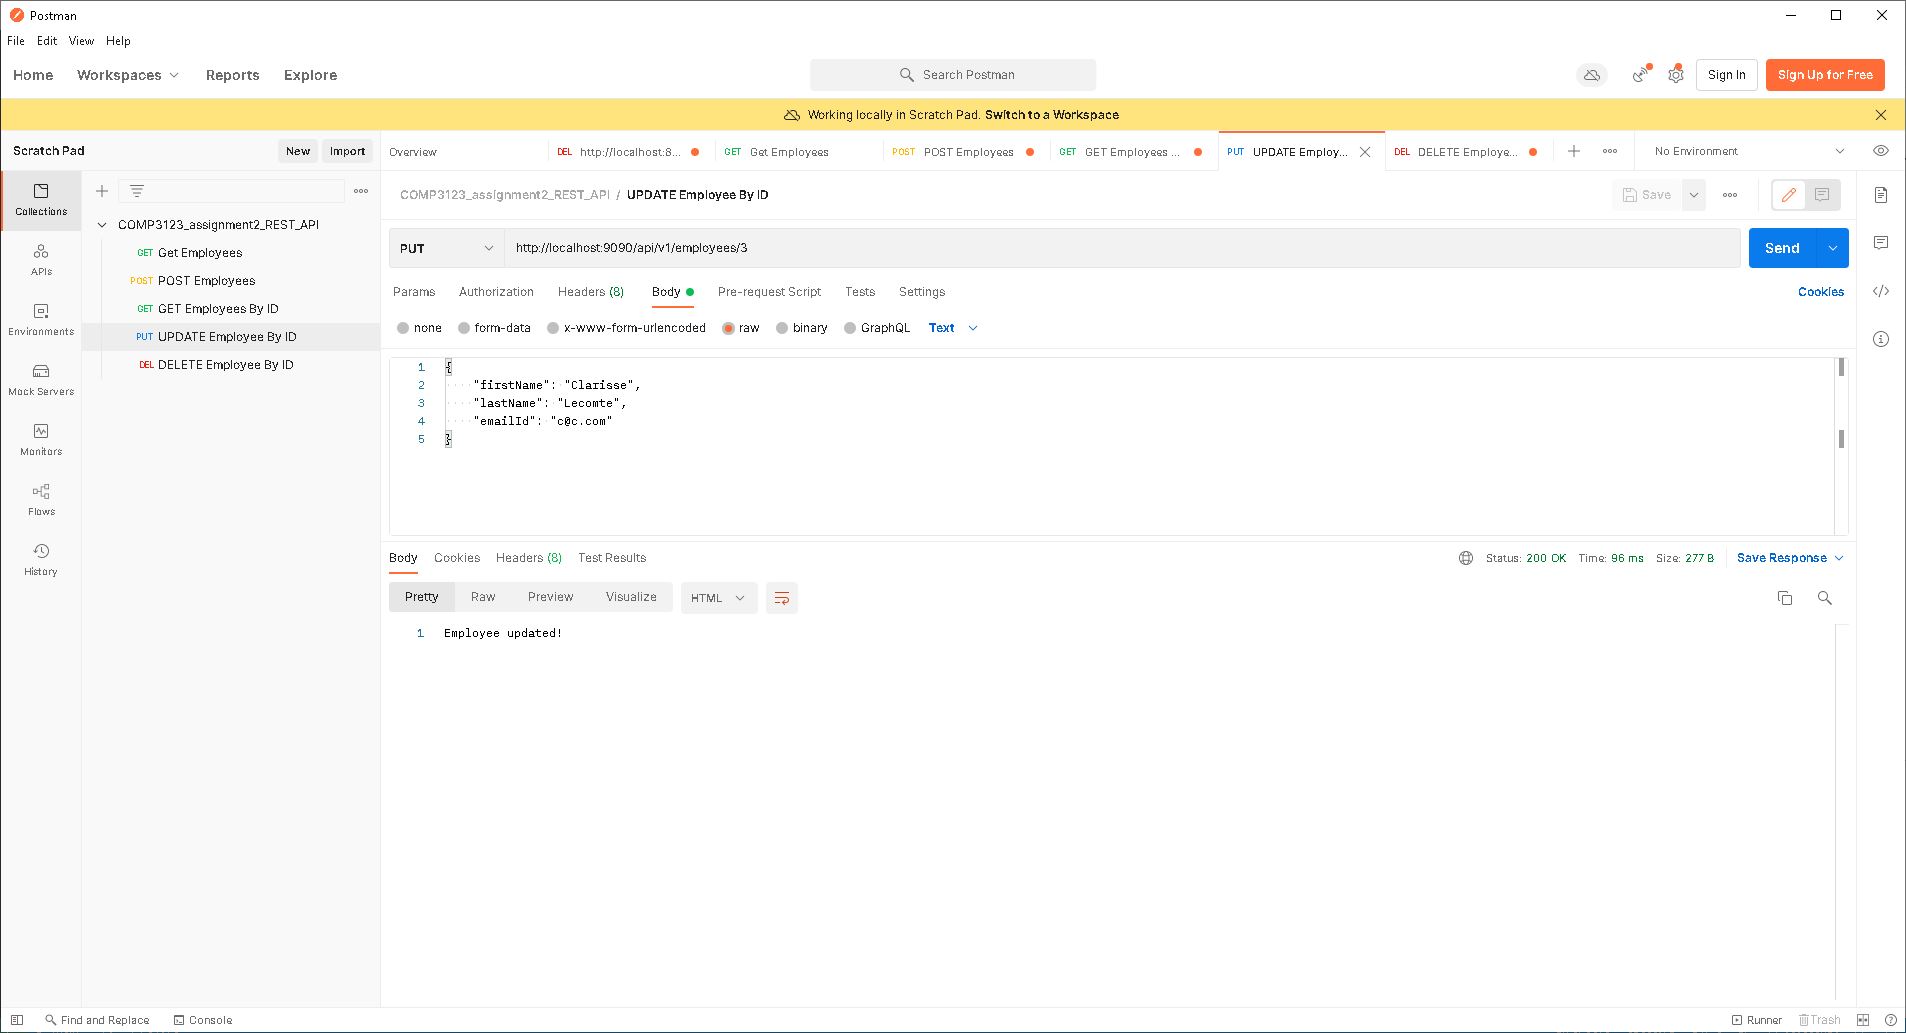 Postman
File Edit View Help
Home Workspaces Reports Explore Search Postman Sign In Sign Up for Free
Working locally in Scratch Pad. Switch to a Workspace
Scratch Pad New Import Overview DEL http://localhost:8... GET Get Employees POST POST Employees GET GET Employees ... PUT UPDATE Employ... DEL DELETE Employe... No Environment
Collections
APIs
Environments
Mock Servers
Monitors
Flows
History
COMP3123_assignment2_REST_API
GET Get Employees
POST POST Employees
GET GET Employees By ID
PUT UPDATE Employee By ID
DEL DELETE Employee By ID
COMP3123_assignment2_REST_API / UPDATE Employee By ID Save
PUT http://localhost:9090/api/v1/employees/3 Send
Params Authorization Headers (8) Body Pre-request Script Tests Settings Cookies
none form-data x-www-form-urlencoded raw binary GraphQL Text
1 {
2 "firstName": "Clarisse",
3 "lastName": "Lecomte",
4 "emailId": "c@c.com"
5 }
Body Cookies Headers (8) Test Results Status: 200 OK Time: 96 ms Size: 277 B Save Response
Pretty Raw Preview Visualize HTML
1 Employee updated!
Find and Replace Console Runner Trash